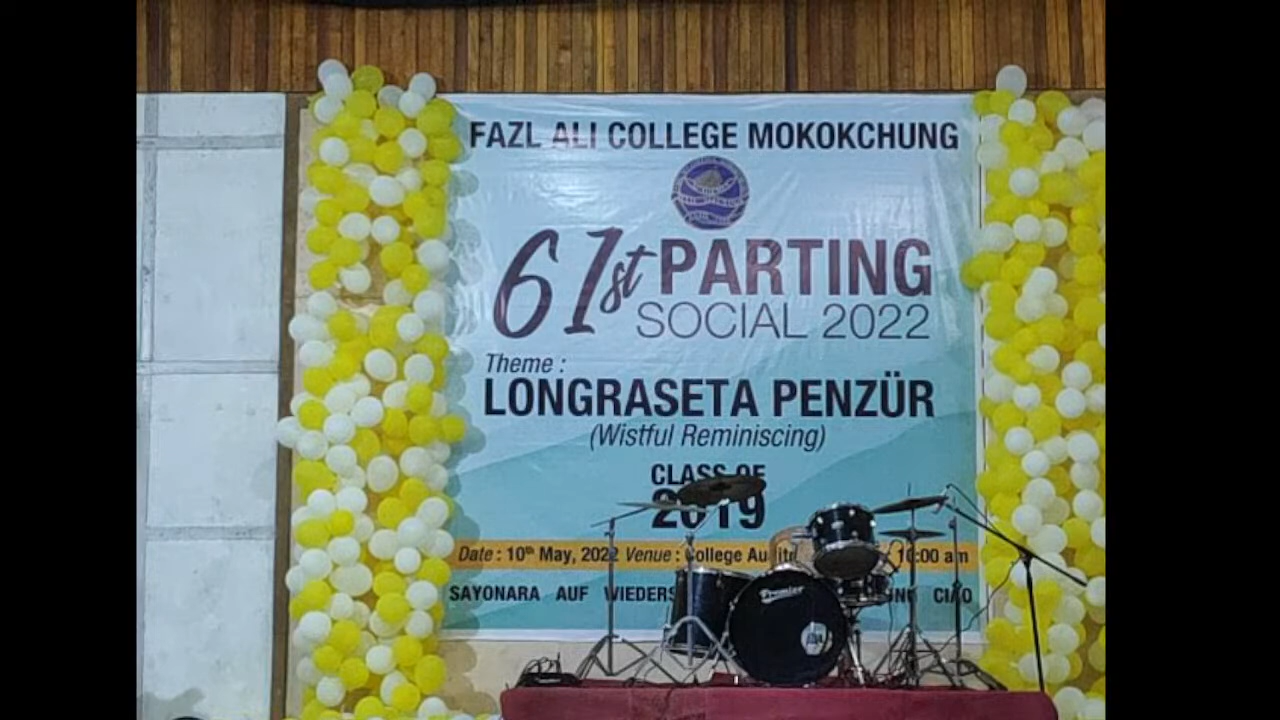 FAZL ALI COLLEGE MOKOKCHUNG
61st PARTING
SOCIAL 2022
Theme :
LONGRASETA PENZÜR
(Wistful Reminiscing)
CLASS OF
2019
Date : 10th May, 2022 Venue : College 10:00 am
SAYONARA AUF CIAO
Premier